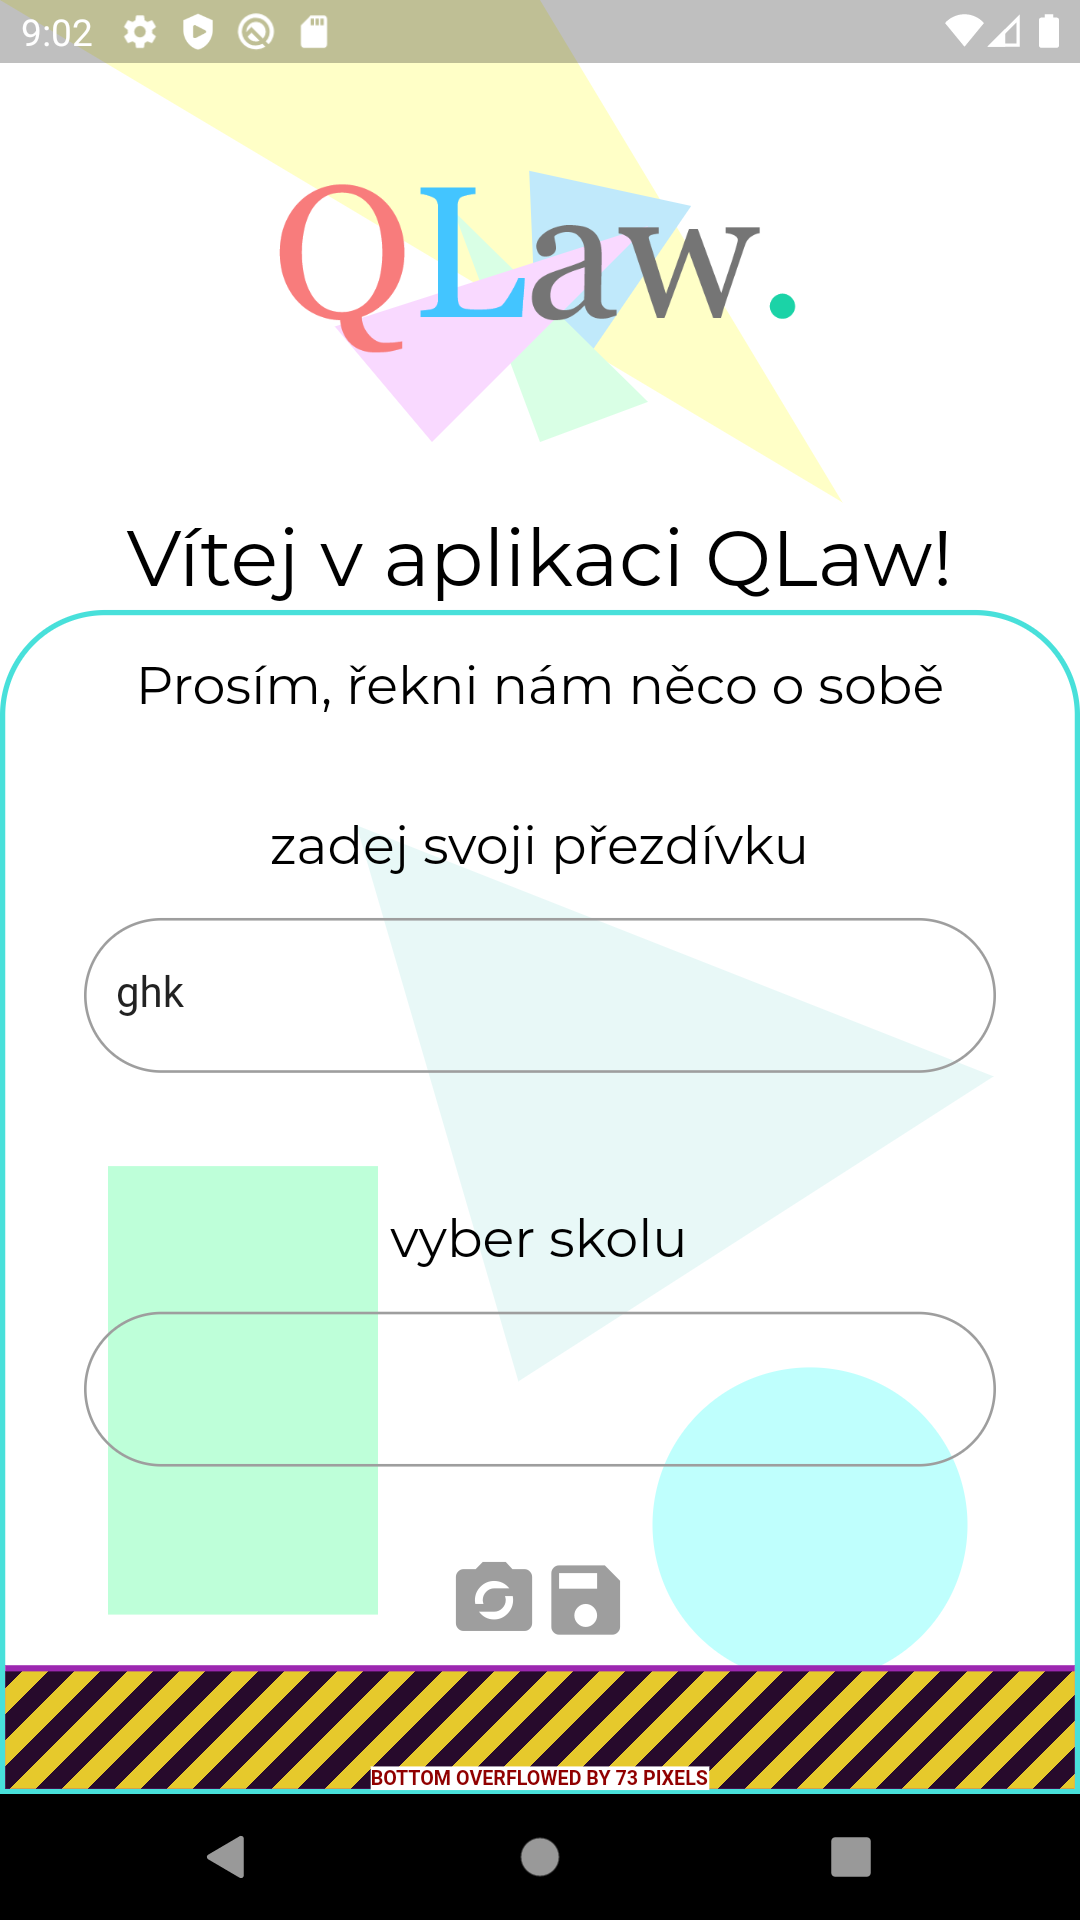 9:02
QLaw.
Vítej v aplikaci QLaw!
Prosím, řekni nám něco o sobě
zadej svoji přezdívku
ghk
vyber skolu
BOTTOM OVERFLOWED BY 73 PIXELS